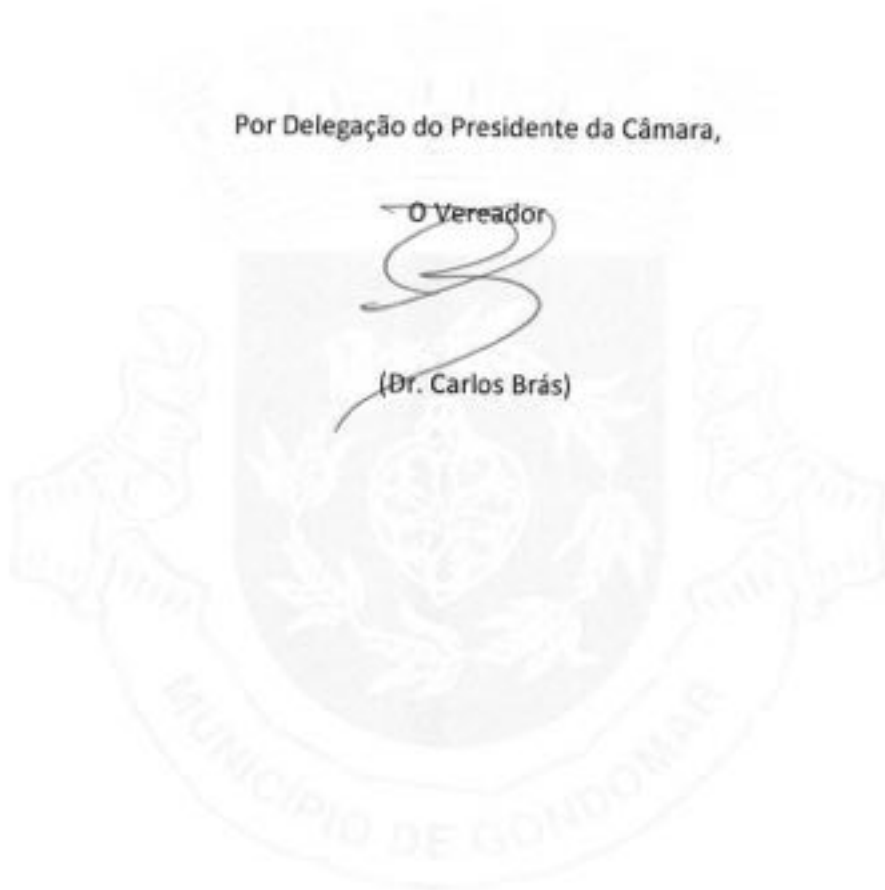 Por Delegação do Presidente da Câmara,
O Vereador
(Dr. Carlos Brás)
MUNICÍPIO DE GONDOMAR